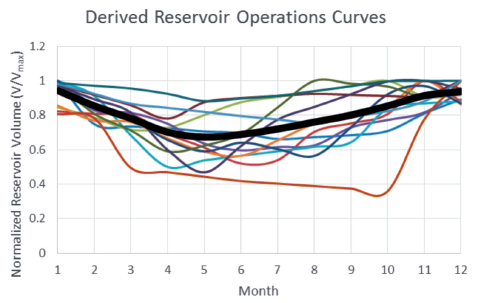 Derived Reservoir Operations Curves
Normalized Reservoir Volume (V/Vmax)
1.2
1
0.8
0.6
0.4
0.2
0
1 2 3 4 5 6 7 8 9 10 11 12
Month